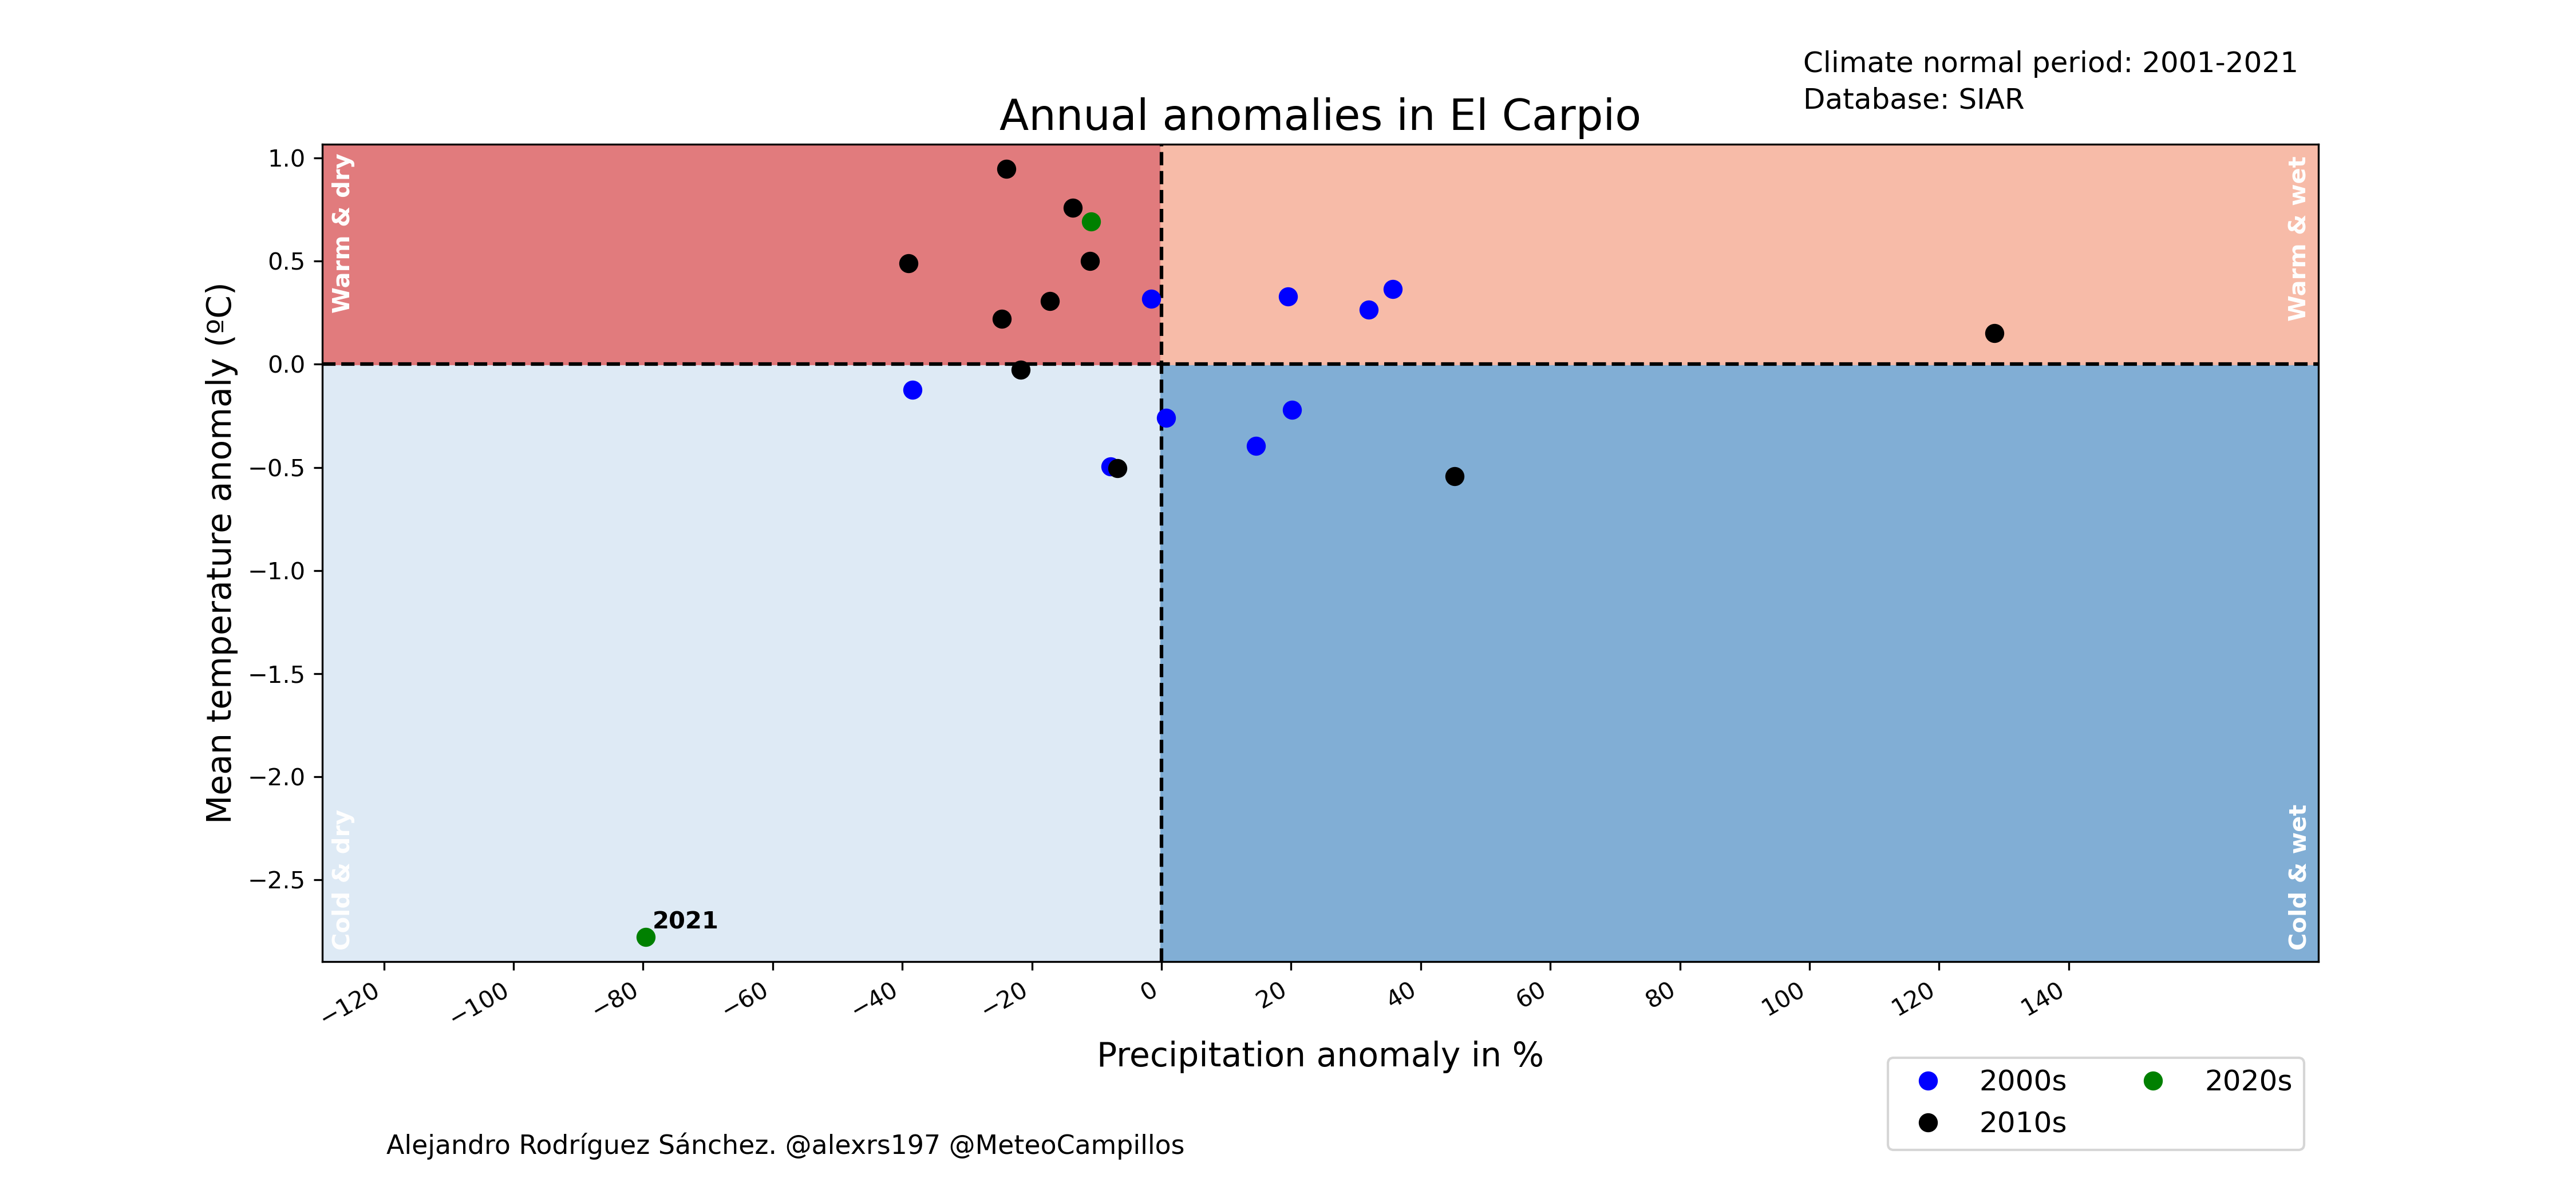 Climate normal period: 2001-2021
Database: SIAR
Annual anomalies in El Carpio
Warm & dry
Warm & wet
Cold & dry
Cold & wet
Mean temperature anomaly (ºC)
1.0
0.5
0.0
−0.5
−1.0
−1.5
−2.0
−2.5
2021
−120 −100 −80 −60 −40 −20 0 20 40 60 80 100 120 140
Precipitation anomaly in %
2000s 2020s
2010s
Alejandro Rodríguez Sánchez. @alexrs197 @MeteoCampillos